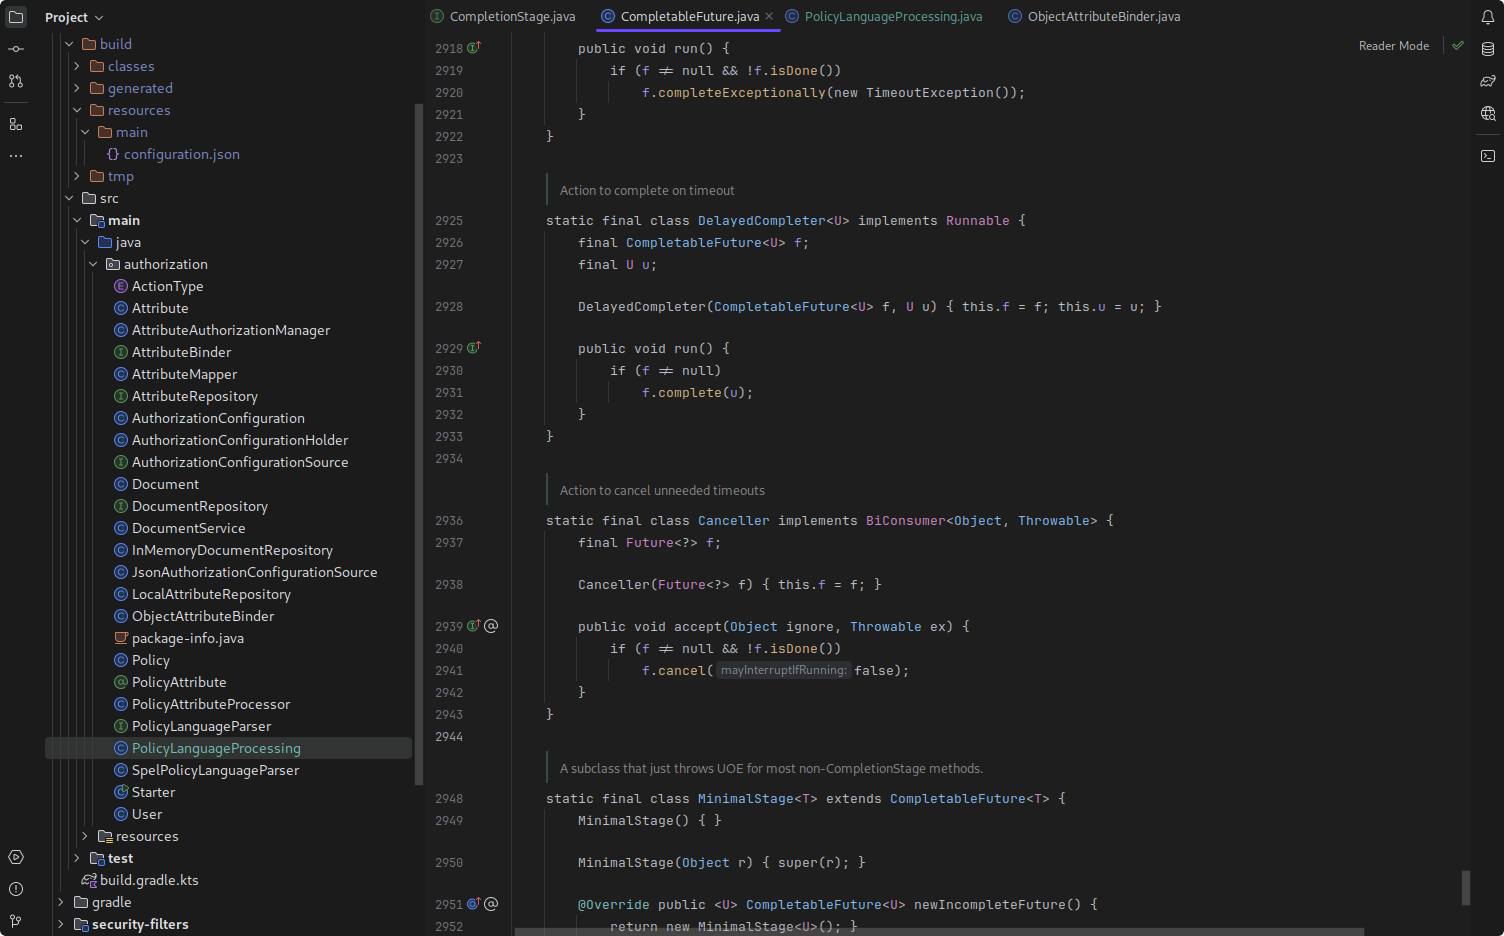 Project
CompletionStage.java
CompletableFuture.java
PolicyLanguageProcessing.java
ObjectAttributeBinder.java
build
classes
generated
resources
main
configuration.json
tmp
src
main
java
authorization
ActionType
Attribute
AttributeAuthorizationManager
AttributeBinder
AttributeMapper
AttributeRepository
AuthorizationConfiguration
AuthorizationConfigurationHolder
AuthorizationConfigurationSource
Document
DocumentRepository
DocumentService
InMemoryDocumentRepository
JsonAuthorizationConfigurationSource
LocalAttributeRepository
ObjectAttributeBinder
package-info.java
Policy
PolicyAttribute
PolicyAttributeProcessor
PolicyLanguageParser
PolicyLanguageProcessing
SpelPolicyLanguageParser
Starter
User
resources
test
build.gradle.kts
gradle
security-filters
Reader Mode
2918 public void run() {
2919 if (f ≠ null && !f.isDone())
2920 f.completeExceptionally(new TimeoutException());
2921 }
2922 }
2923
Action to complete on timeout
2925 static final class DelayedCompleter<U> implements Runnable {
2926 final CompletableFuture<U> f;
2927 final U u;
2928 DelayedCompleter(CompletableFuture<U> f, U u) { this.f = f; this.u = u; }
2929 public void run() {
2930 if (f ≠ null)
2931 f.complete(u);
2932 }
2933 }
2934
Action to cancel unneeded timeouts
2936 static final class Canceller implements BiConsumer<Object, Throwable> {
2937 final Future<?> f;
2938 Canceller(Future<?> f) { this.f = f; }
2939 public void accept(Object ignore, Throwable ex) {
2940 if (f ≠ null && !f.isDone())
2941 f.cancel( mayInterruptIfRunning: false);
2942 }
2943 }
2944
A subclass that just throws UOE for most non-CompletionStage methods.
2948 static final class MinimalStage<T> extends CompletableFuture<T> {
2949 MinimalStage() { }
2950 MinimalStage(Object r) { super(r); }
2951 @Override public <U> CompletableFuture<U> newIncompleteFuture() {
2952 return new MinimalStage<U>(); }